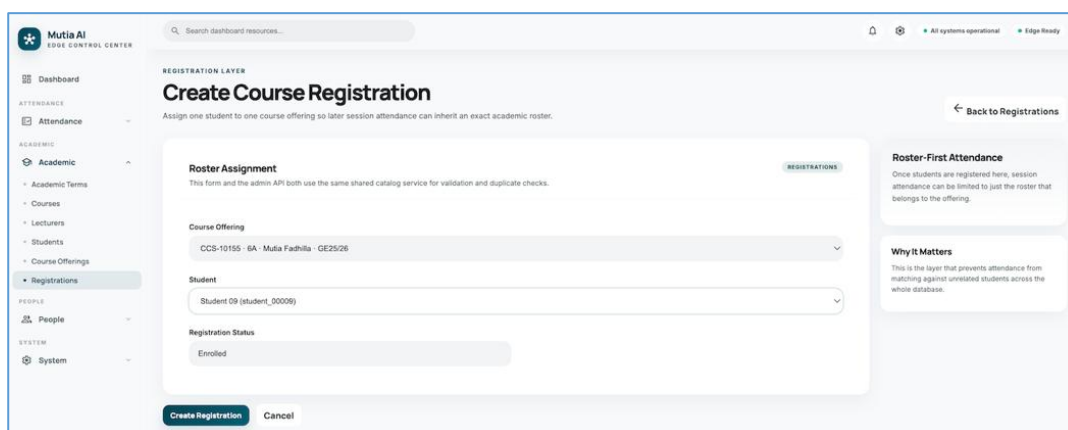 Mutia AI
EDGE CONTROL CENTER
Dashboard
ATTENDANCE
Attendance
ACADEMIC
Academic
Academic Terms
Courses
Lecturers
Students
Course Offerings
Registrations
PEOPLE
People
SYSTEM
System
Search dashboard resources...
All systems operational
Edge Ready
REGISTRATION LAYER
Create Course Registration
Assign one student to one course offering so later session attendance can inherit an exact academic roster.
Back to Registrations
Roster Assignment
REGISTRATIONS
This form and the admin API both use the same shared catalog service for validation and duplicate checks.
Course Offering
CCS-10155 - 6A - Mutia Fadhilla - GE25/26
Student
Student 09 (student_00009)
Registration Status
Enrolled
Create Registration
Cancel
Roster-First Attendance
Once students are registered here, session
attendance can be limited to just the roster that
belongs to the offering.
Why It Matters
This is the layer that prevents attendance from
matching against unrelated students across the
whole database.